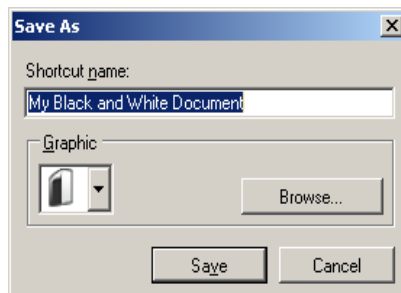 Save As
Shortcut name:
My Black and White Document
Graphic
Browse...
Save
Cancel